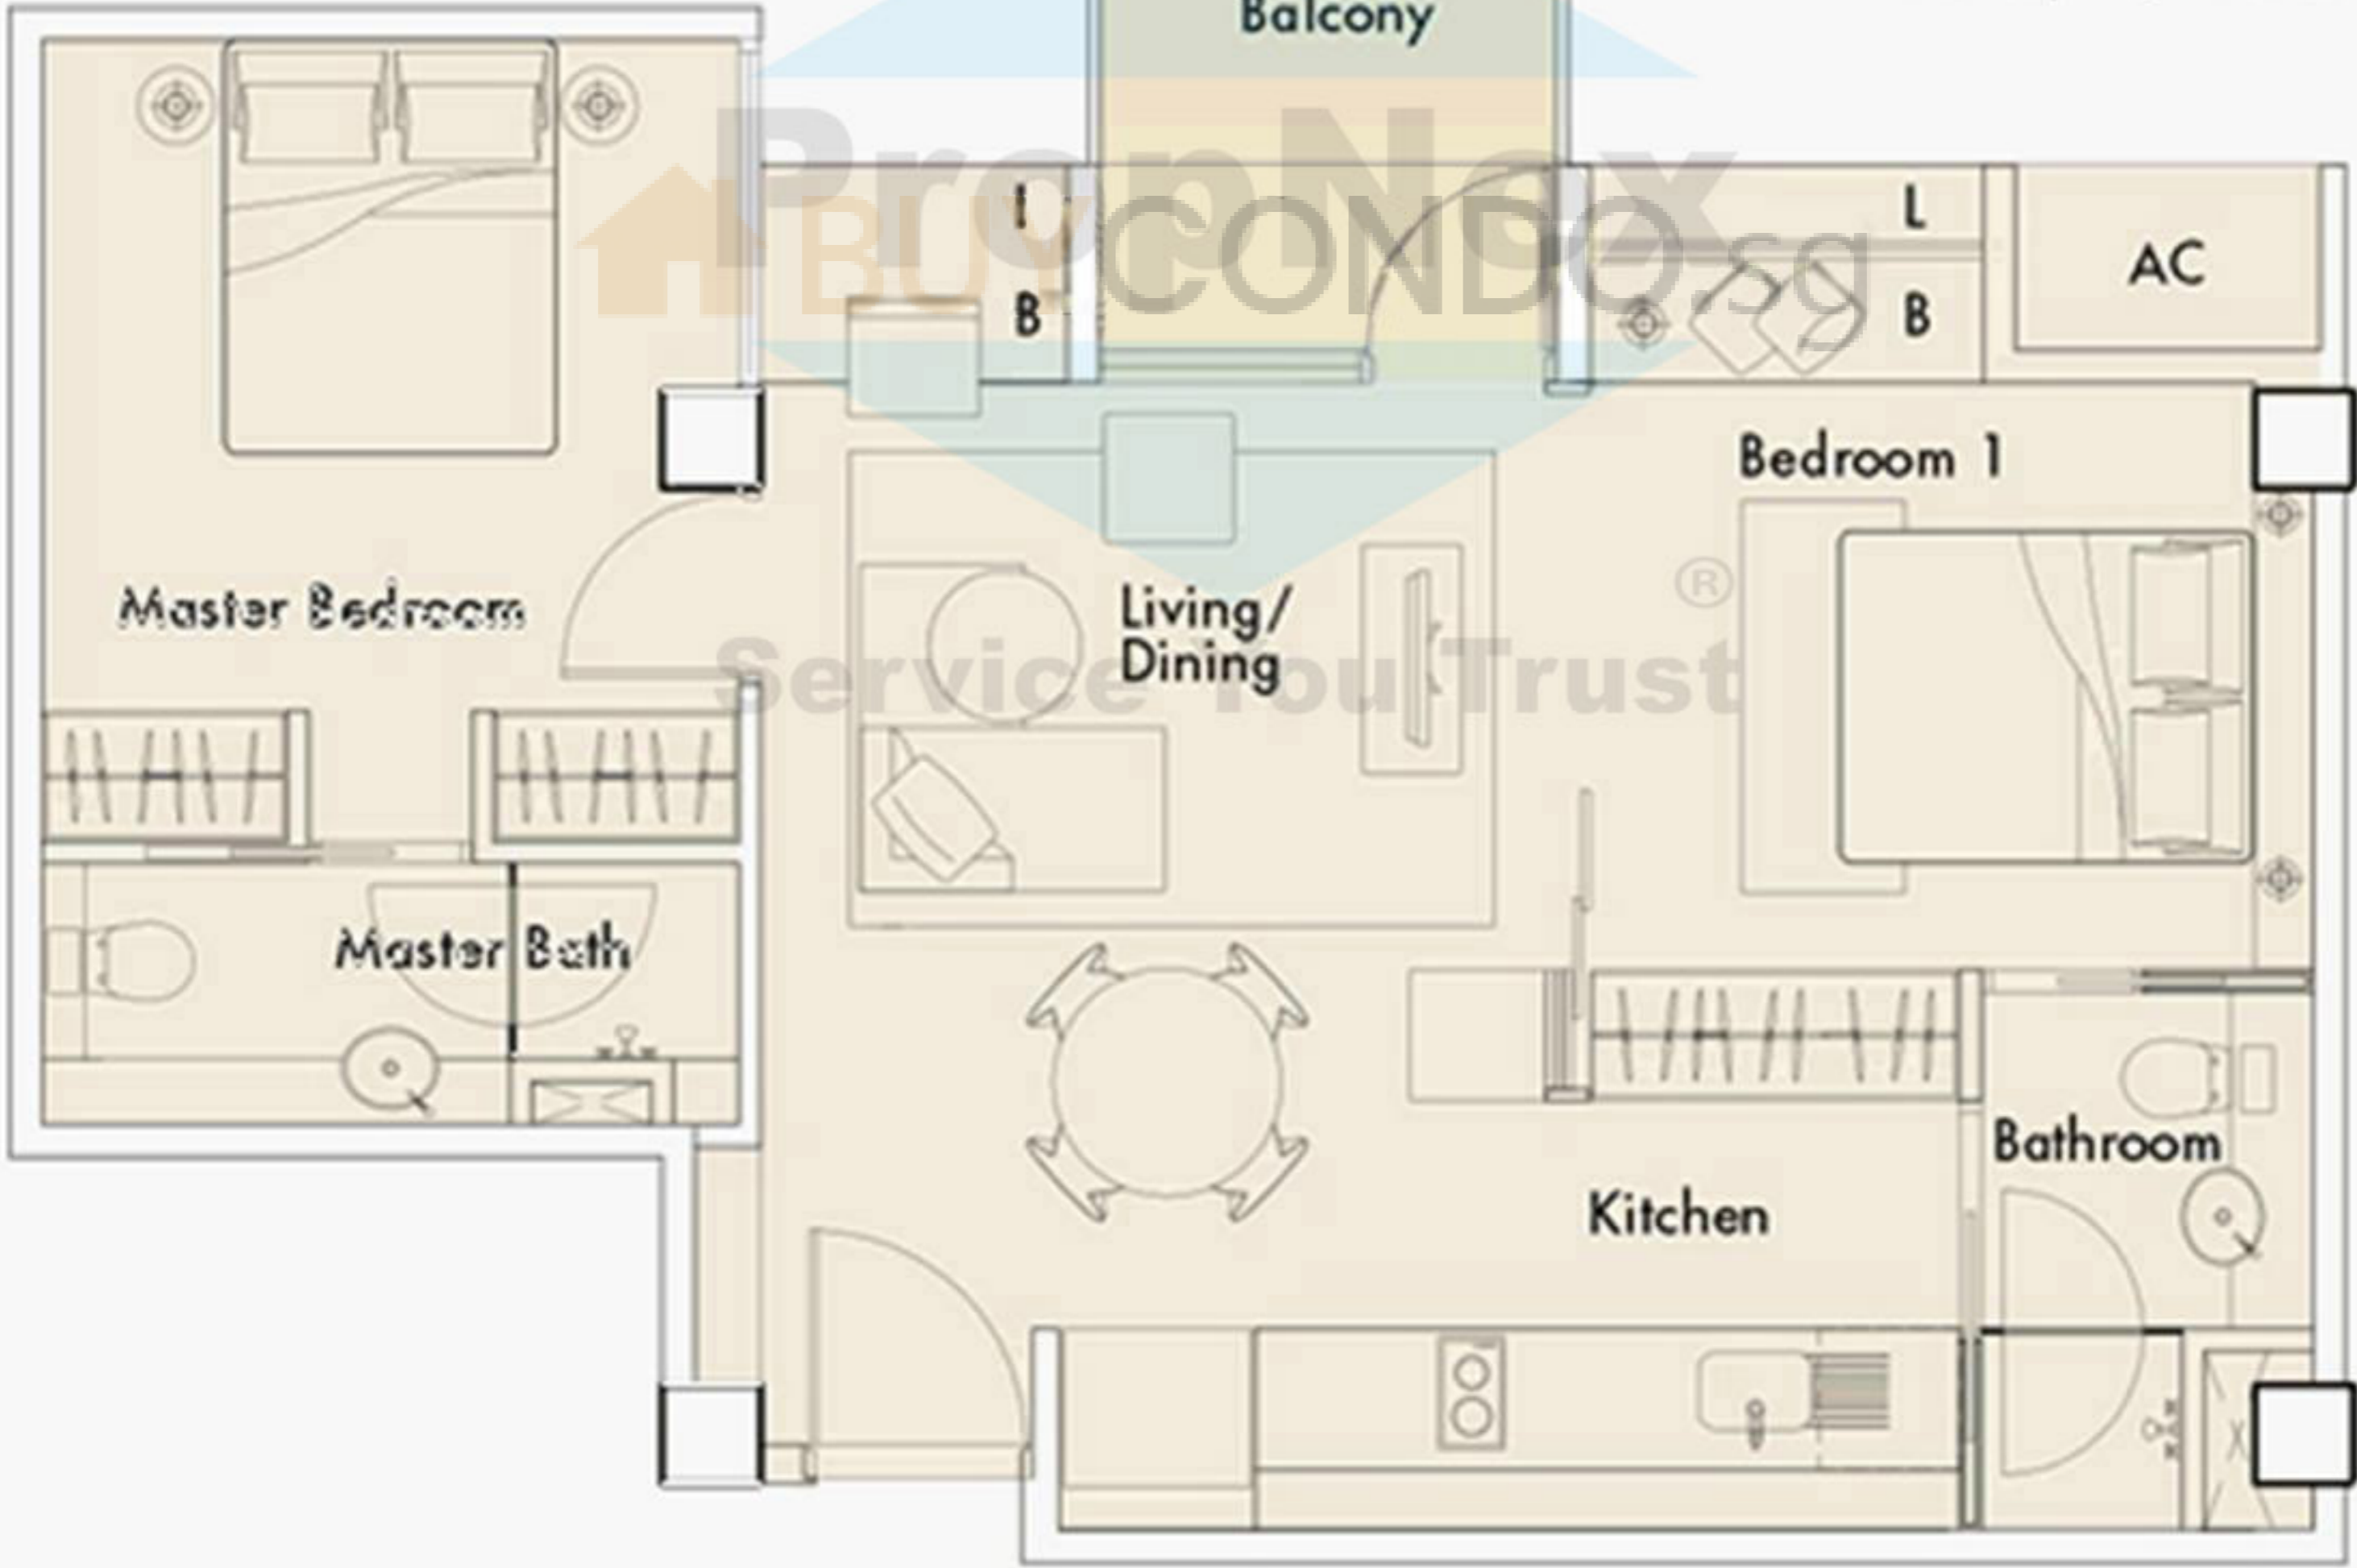 Balcony
PropNex
BUYCONDO.sg
L
B
L
B
AC
Bedroom 1
®
Master Bedroom
Living/
Dining
Service You Trust
Master Bath
Bathroom
Kitchen